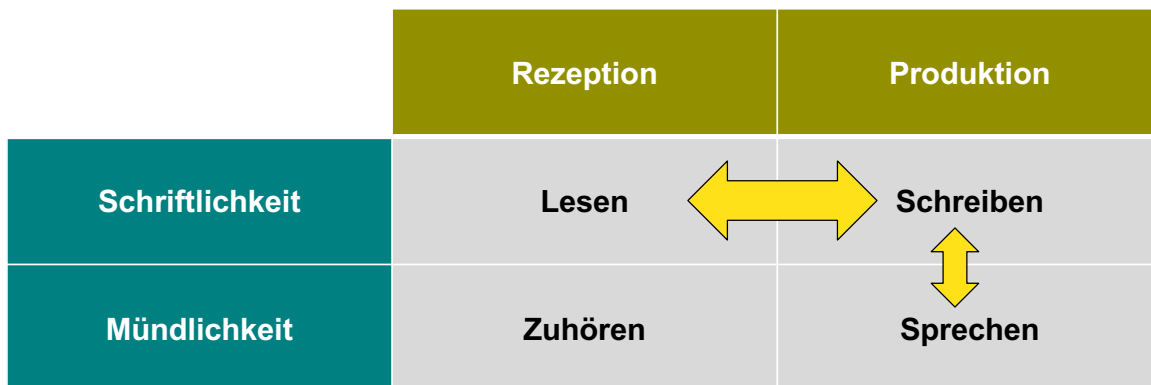 Rezeption Produktion
Schriftlichkeit Lesen Schreiben
Mündlichkeit Zuhören Sprechen